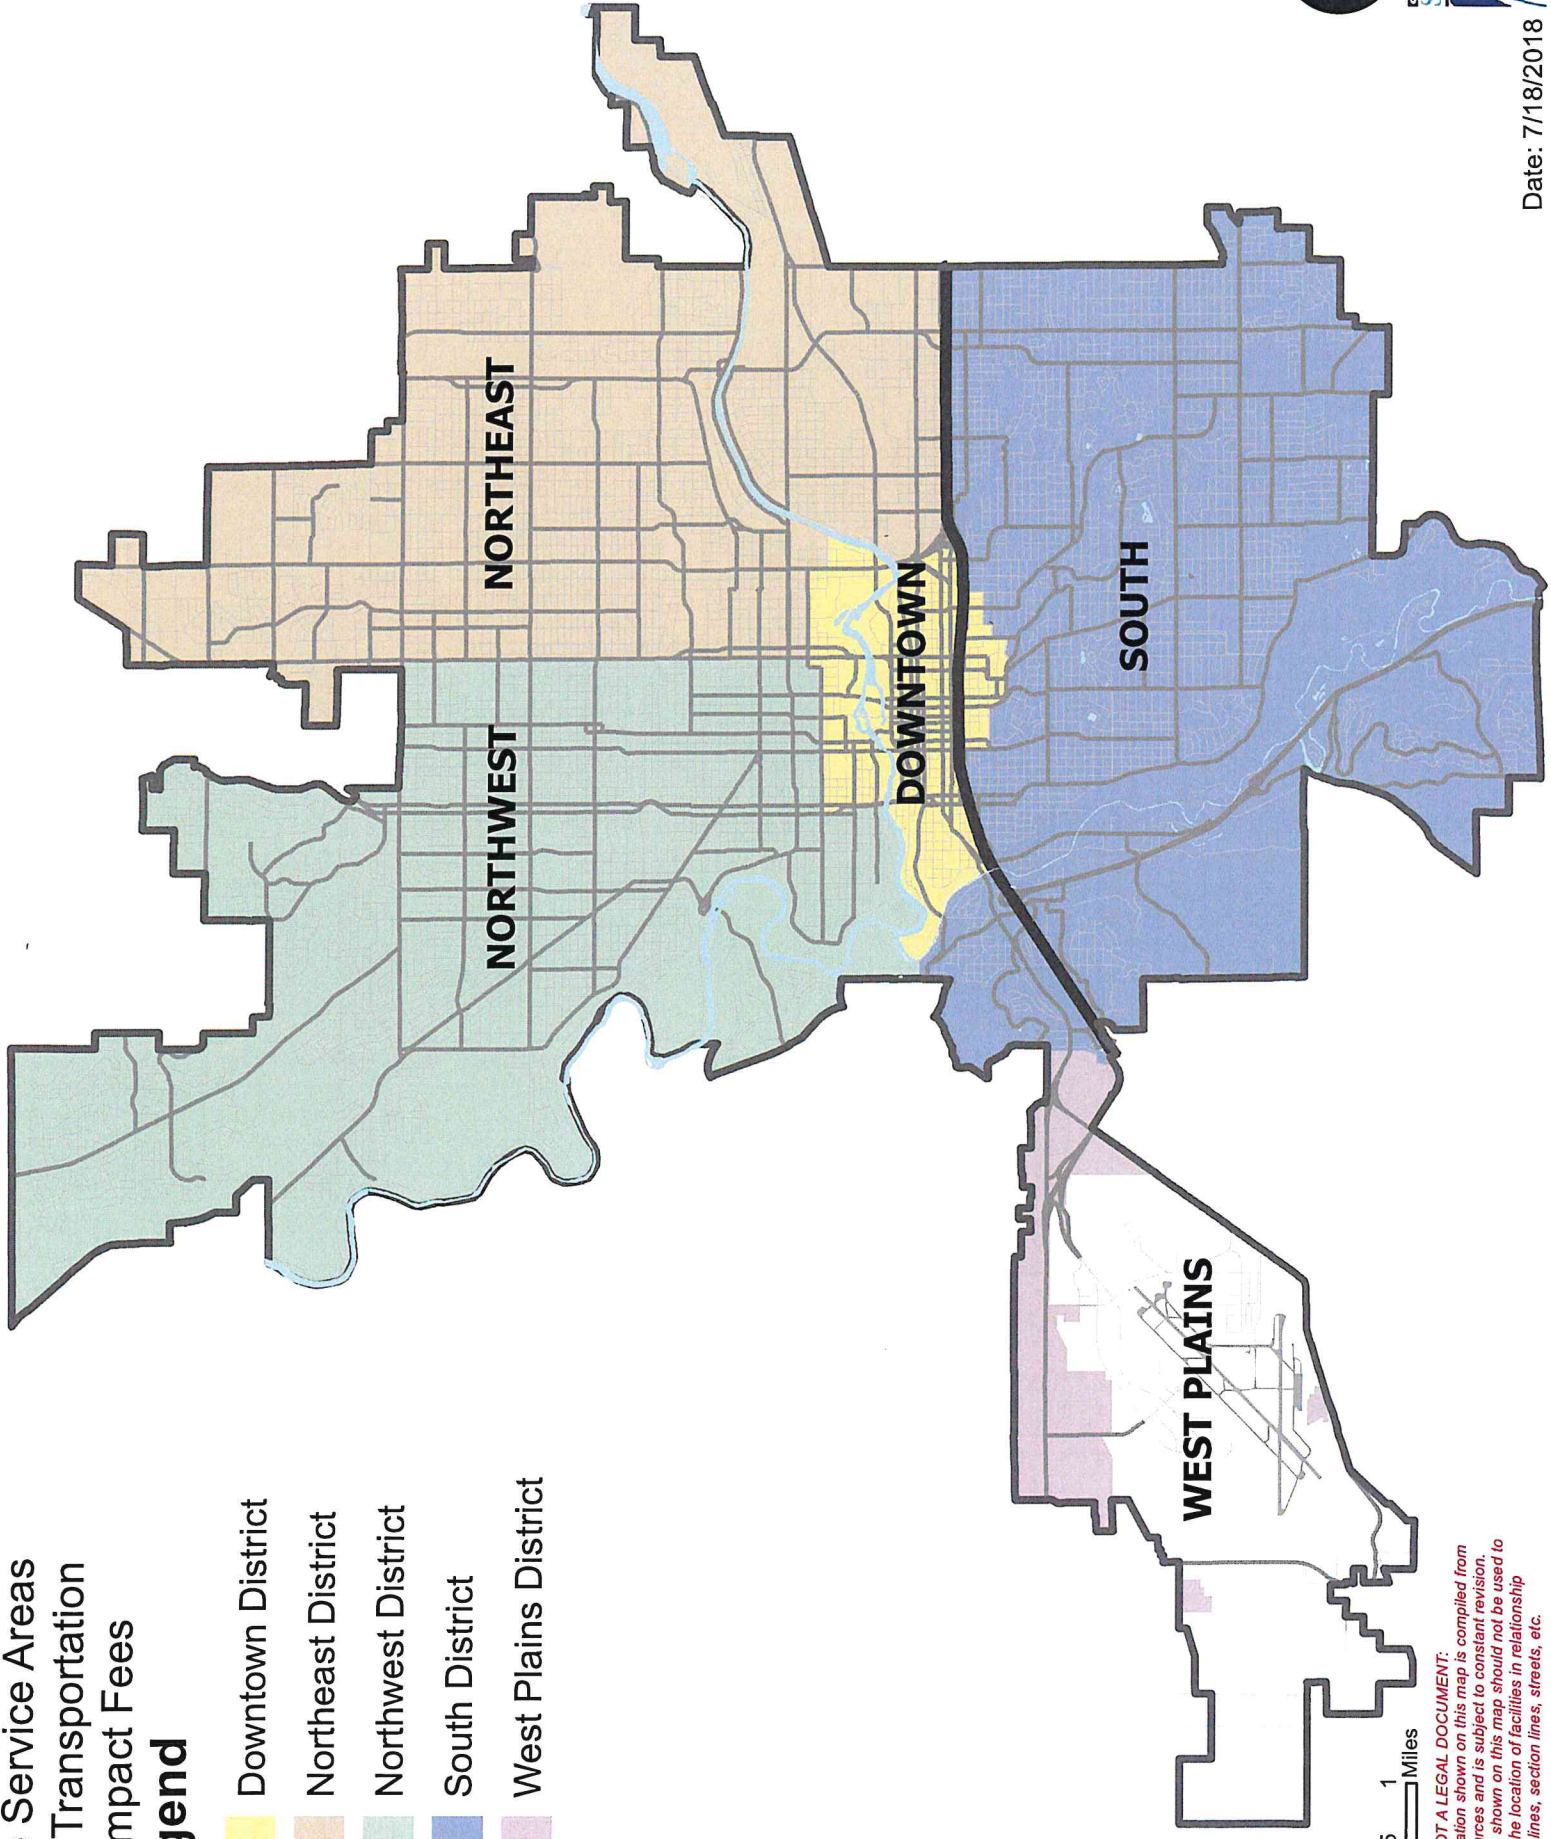 Service Areas
Transportation
mpact Fees
gend
Downtown District
Northeast District
Northwest District
South District
West Plains District
NORTHWEST
NORTHEAST
DOWNTOWN
SOUTH
WEST PLAINS
1
Miles
OT A LEGAL DOCUMENT:
ation shown on this map is compiled from
rces and is subject to constant revision.
shown on this map should not be used to
he location of facilities in relationship
lines, section lines, streets, etc.
Date: 7/18/2018